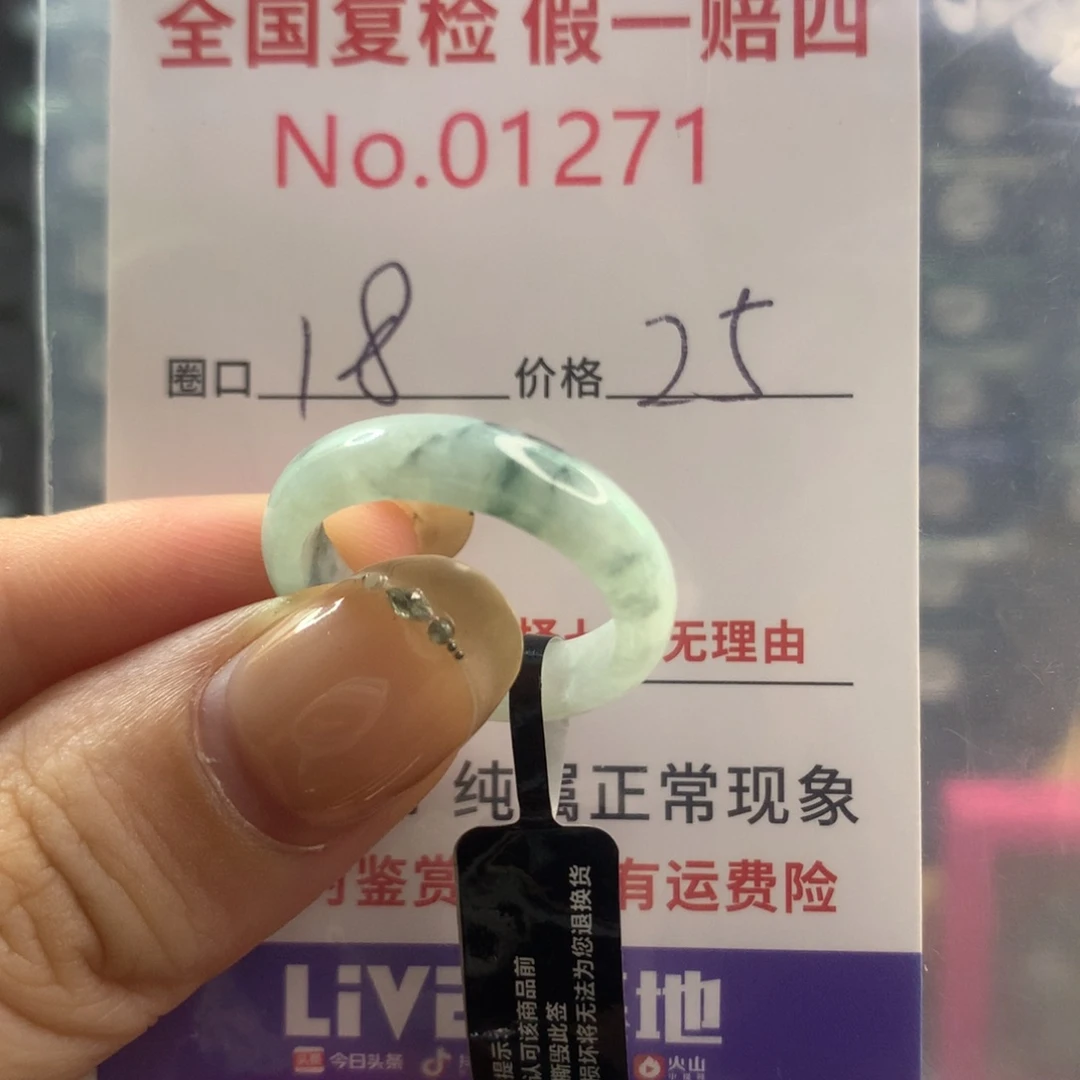 全国复检 假一赔四
No.01271
圈口 18 价格 25
无理由
纯属正常现象
鉴赏 有运费险
LiVE 地
今日头条 火山
提示
认可该商品前
撕毁此签
损坏将无法为您退换货